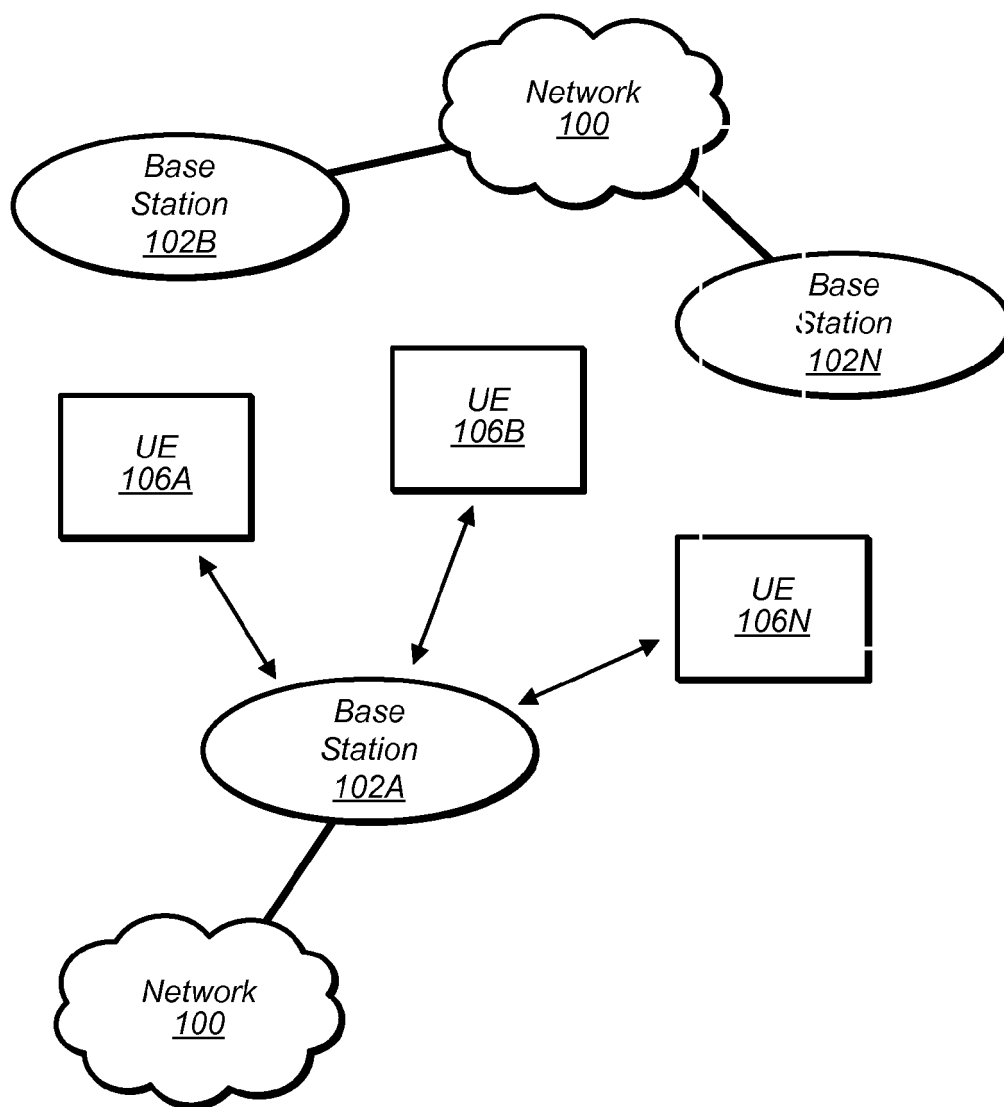 Network
100
Base
Station
102B
Base
Station
102N
UE
106B
UE
106A
UE
106N
Base
Station
102A
Network
100